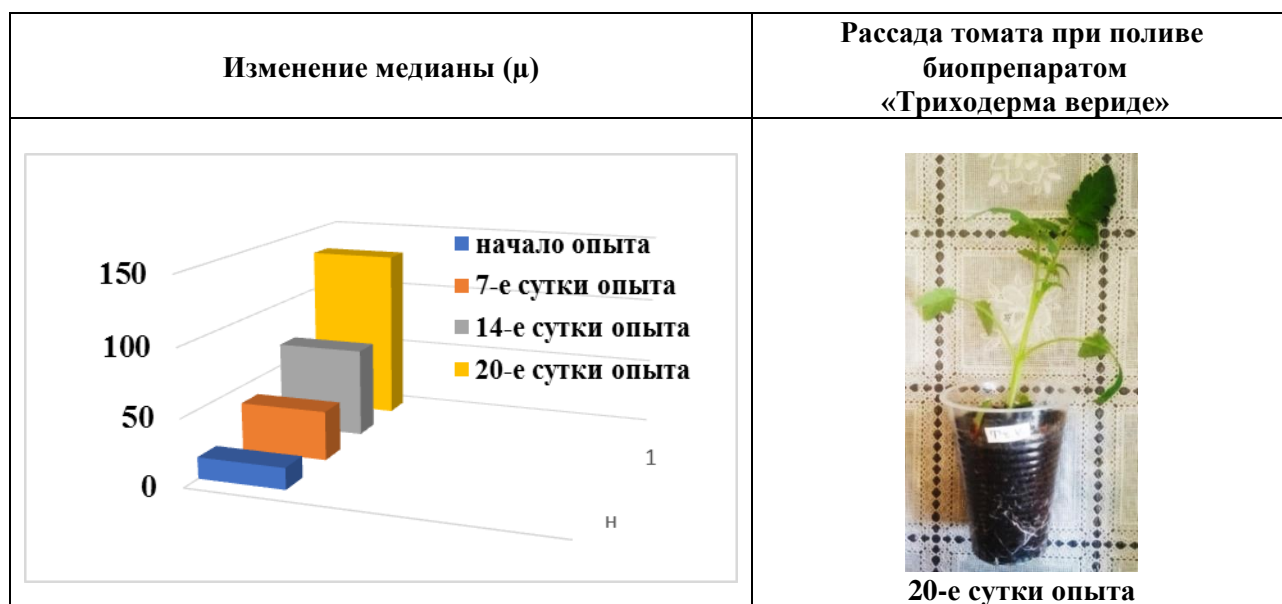 Изменение медианы (μ)
Рассада томата при поливе
биопрепаратом
«Триходерма вериде»
150
100
50
0
начало опыта
7-е сутки опыта
14-е сутки опыта
20-е сутки опыта
1
н
20-е сутки опыта